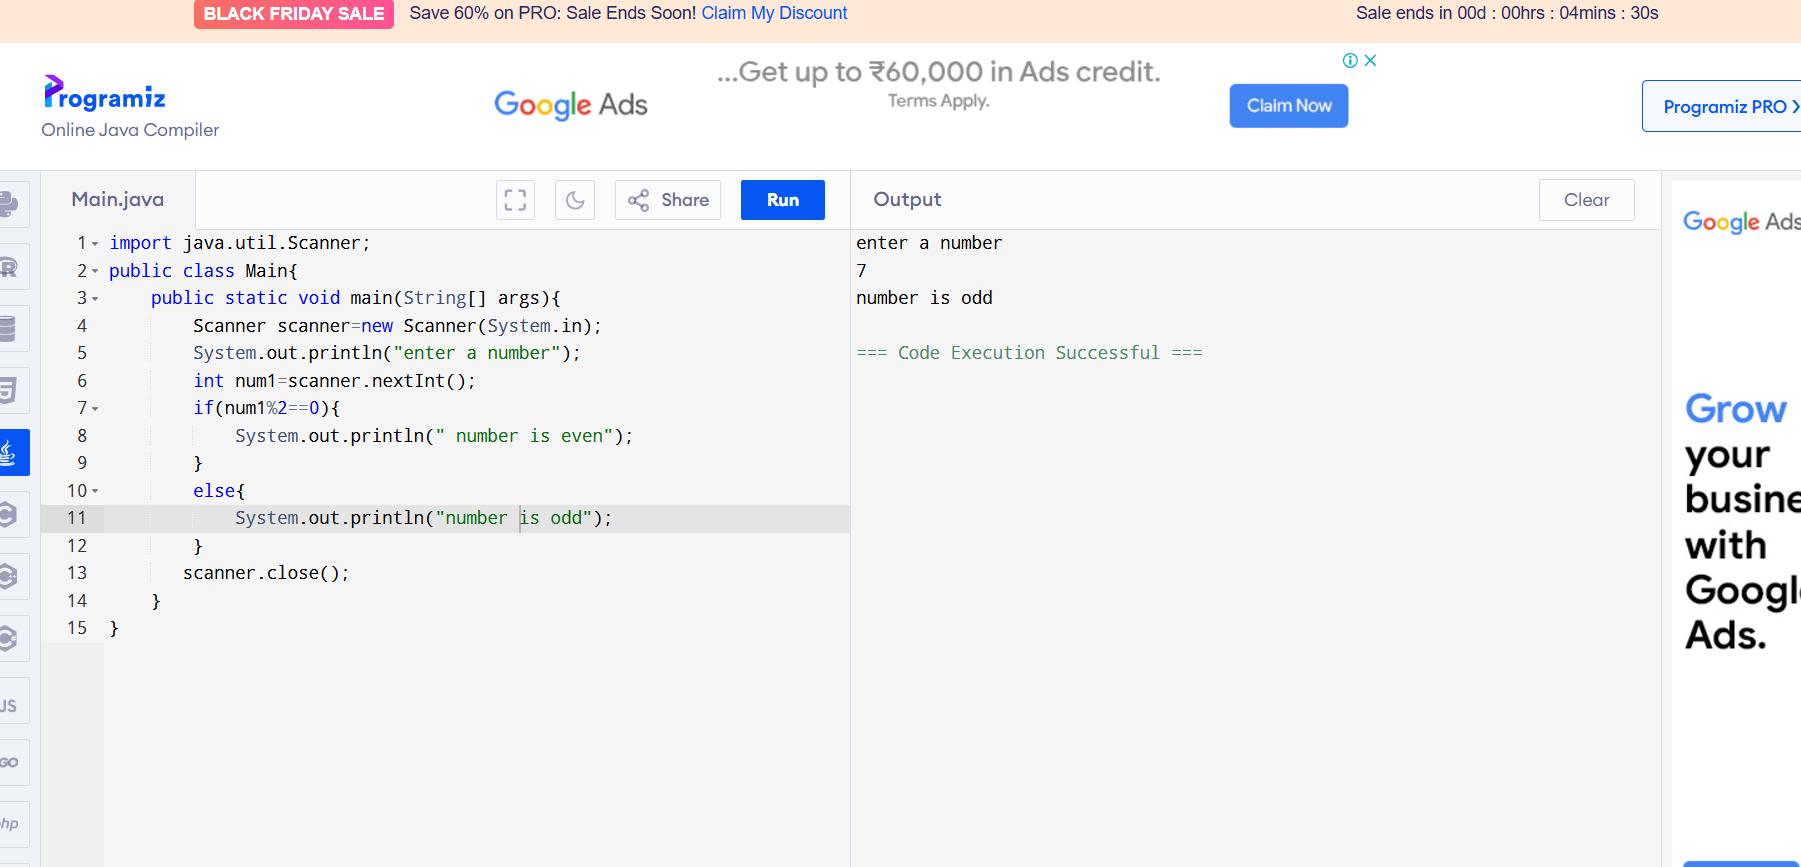 BLACK FRIDAY SALE Save 60% on PRO: Sale Ends Soon! Claim My Discount Sale ends in 00d : 00hrs : 04mins : 30s
Programiz
Online Java Compiler
Google Ads
...Get up to ₹60,000 in Ads credit.
Terms Apply.
Claim Now
Programiz PRO
Main.java
Share
Run
Output
Clear
1 import java.util.Scanner;
2 public class Main{
3     public static void main(String[] args){
4         Scanner scanner=new Scanner(System.in);
5         System.out.println("enter a number");
6         int num1=scanner.nextInt();
7         if(num1%2==0){
8             System.out.println(" number is even");
9         }
10         else{
11             System.out.println("number is odd");
12         }
13        scanner.close();
14     }
15 }
enter a number
7
number is odd
=== Code Execution Successful ===
Google Ads
Grow
your
busine
with
Googl
Ads.
R
JS
GO
php